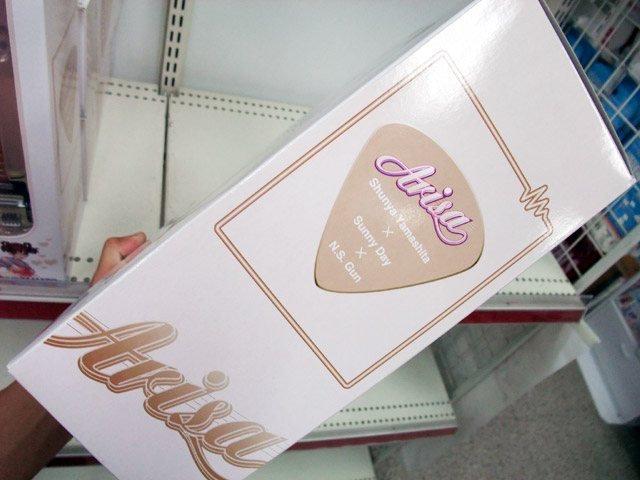 Arisa
Shunya Yamashita
×
Sunny Day
×
N.S. Gun
Arisa